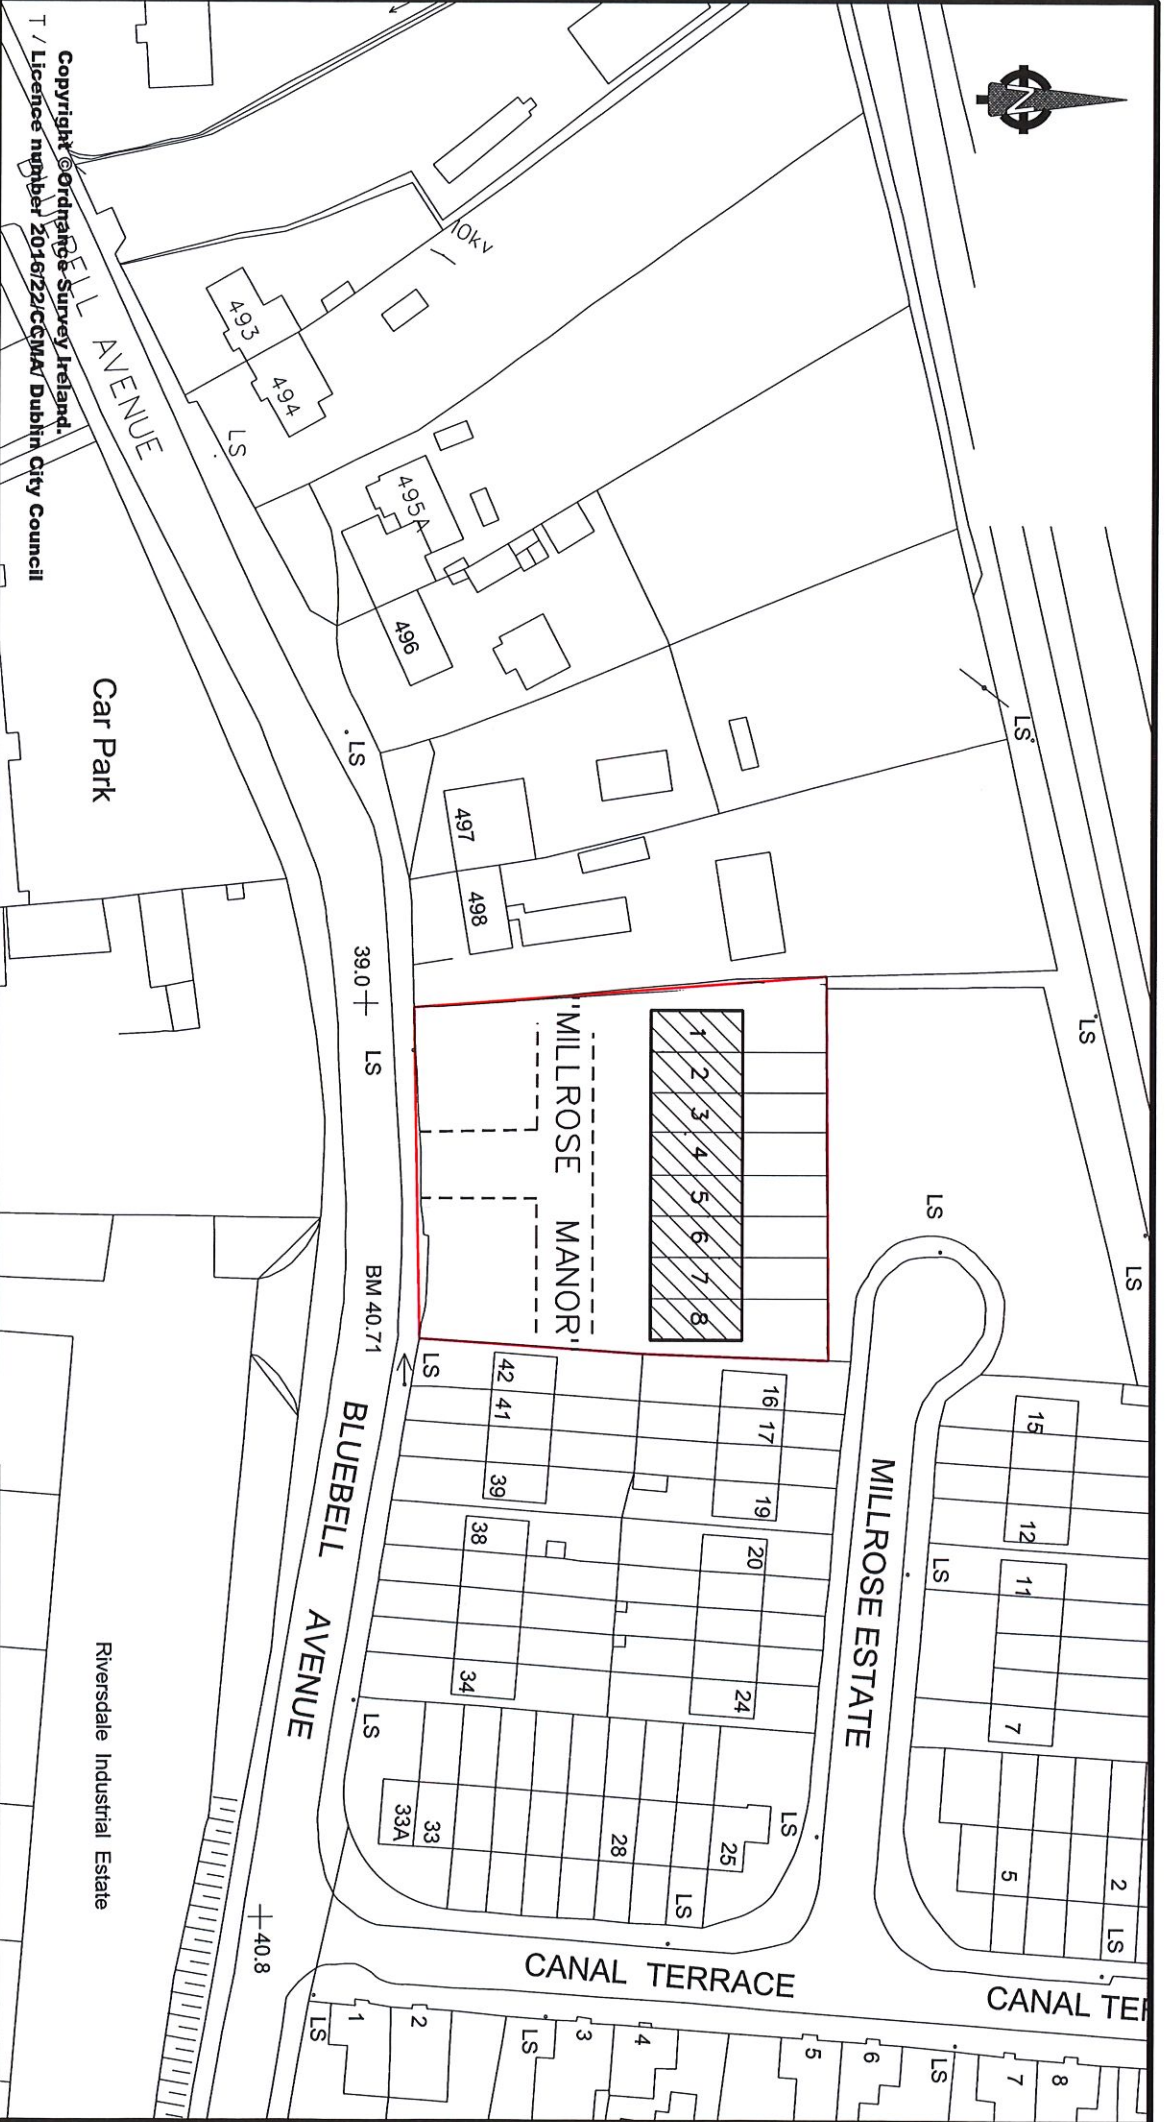 N
10kv
LS
LS
LS
LS
LS
493
494
LS
495A
496
LS
497
498
39.0
LS
"MILLROSE MANOR"
1 2 3 4 5 6 7 8
BM 40.71
LS
42 41 39
38 34
16 17 19
20 24
15 12
11 7
LS
MILLROSE ESTATE
BLUEBELL AVENUE
LS
33A 33
28
25
LS
LS
5
2
LS
CANAL TERRACE
CANAL TER
LS
1
2
LS
3
4
5
6
LS
7
8
40.8
Riversdale Industrial Estate
Car Park
BLUEBELL AVENUE
Copyright ©Ordnance Survey Ireland.
T / Licence number 2016/22/CCMA/ Dublin City Council